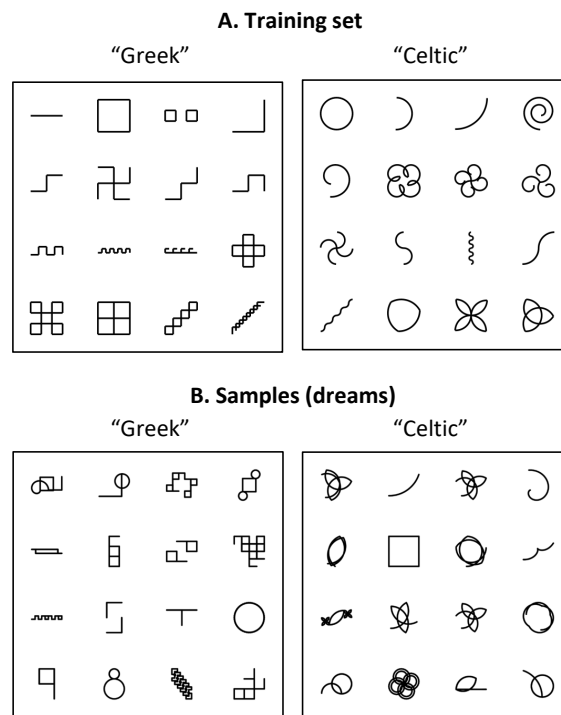 A. Training set
“Greek” “Celtic”
B. Samples (dreams)
“Greek” “Celtic”